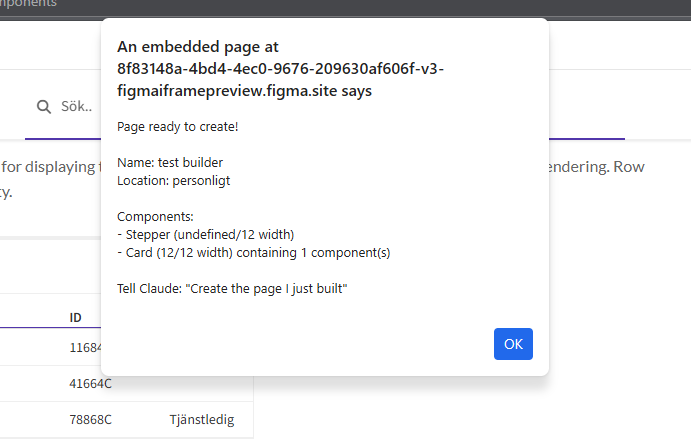 An embedded page at
8f83148a-4bd4-4ec0-9676-209630af606f-v3-
figmaiframepreview.figma.site says
Sök..
Page ready to create!
Name: test builder
Location: personligt
for displaying
endering. Row
Components:
- Stepper (undefined/12 width)
- Card (12/12 width) containing 1 component(s)
Tell Claude: "Create the page I just built"
OK
ID
11684
41664C
78868C Tjänstledig